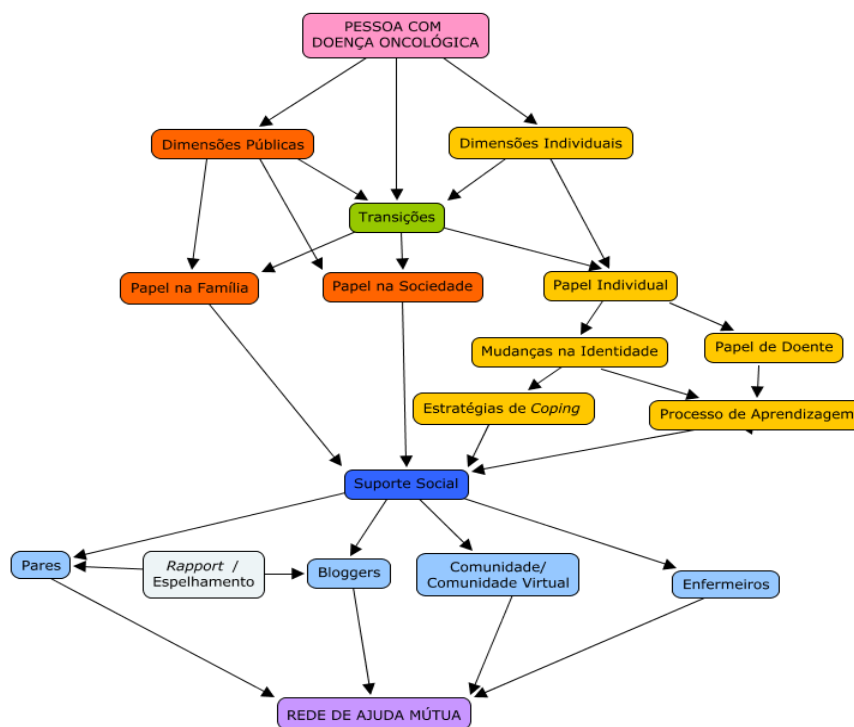 PESSOA COM
DOENÇA ONCOLÓGICA
Dimensões Públicas
Dimensões Individuais
Transições
Papel na Família
Papel na Sociedade
Papel Individual
Mudanças na Identidade
Papel de Doente
Estratégias de Coping
Processo de Aprendizagem
Suporte Social
Pares
Rapport /
Espelhamento
Bloggers
Comunidade/
Comunidade Virtual
Enfermeiros
REDE DE AJUDA MÚTUA